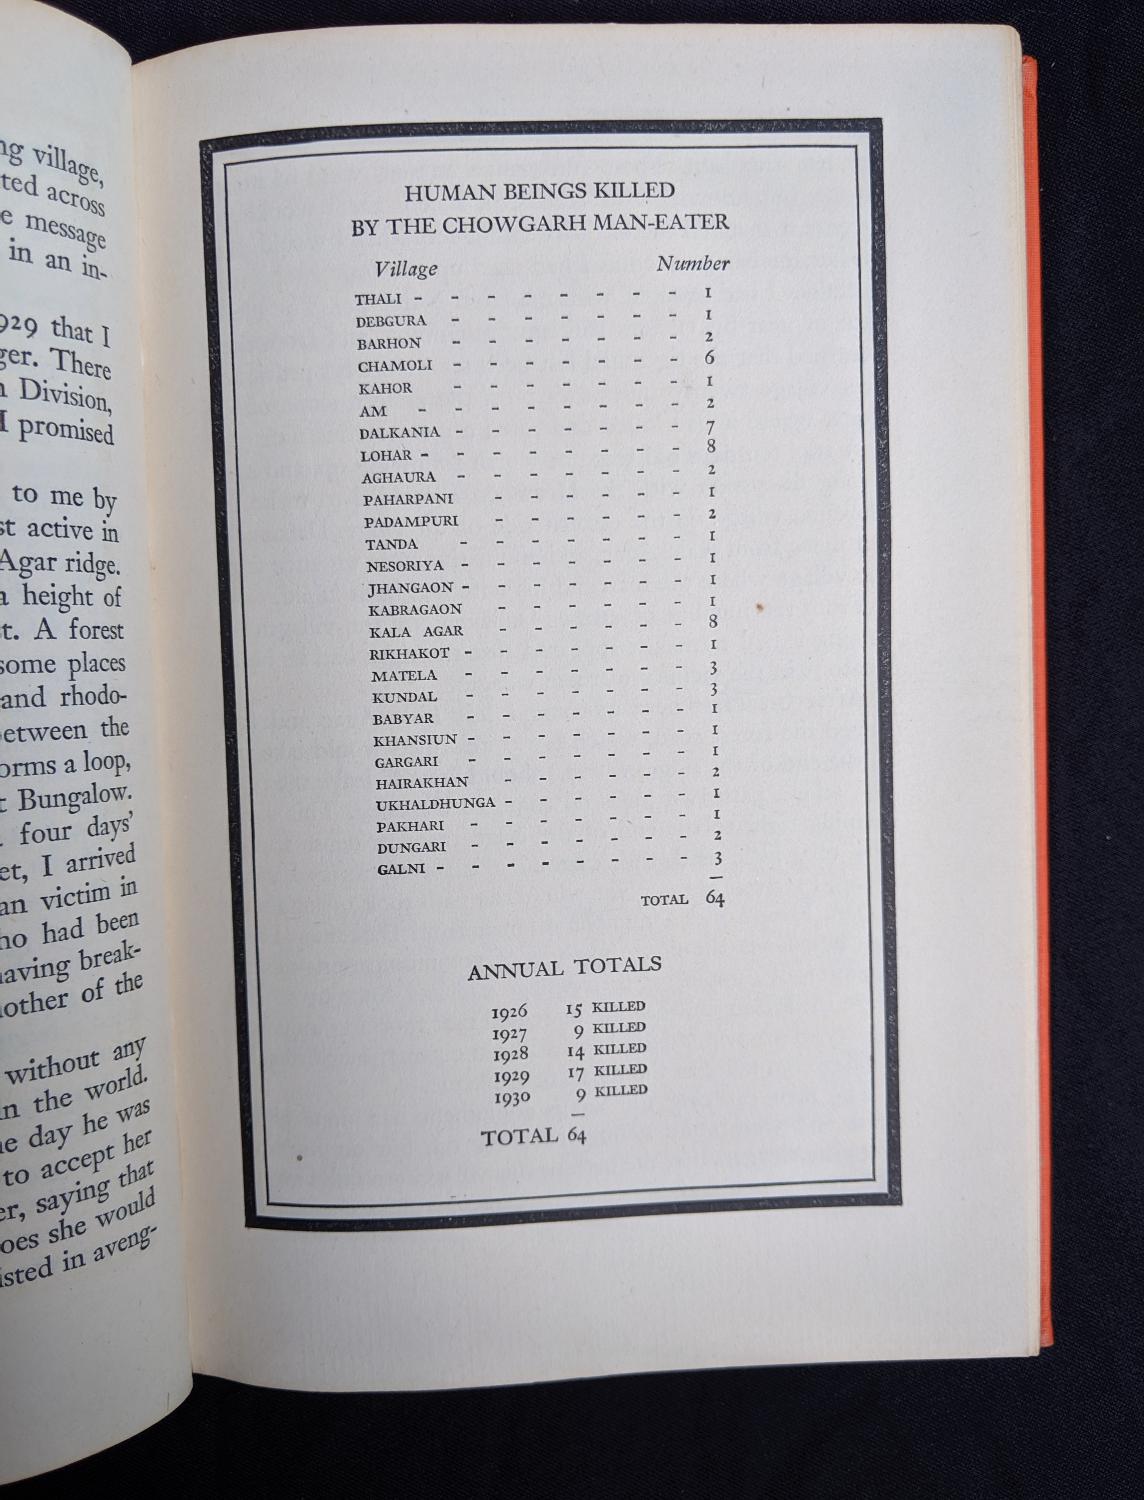 ng village,
ted across
e message
in an in-
929 that I
ger. There
n Division,
I promised
to me by
st active in
Agar ridge.
a height of
t. A forest
some places
and rhodo-
etween the
orms a loop,
t Bungalow.
four days'
et, I arrived
an victim in
ho had been
having break-
other of the
without any
in the world.
e day he was
to accept her
er, saying that
oes she would
isted in aveng-
HUMAN BEINGS KILLED
BY THE CHOWGARH MAN-EATER
Village Number
THALI - - - - - - - - 1
DEBGURA - - - - - - - 1
BARHON - - - - - - - 2
CHAMOLI - - - - - - - 6
KAHOR - - - - - - - 1
AM - - - - - - - - 2
DALKANIA - - - - - - - 7
LOHAR - - - - - - - - 8
AGHAURA - - - - - - - 2
PAHARPANI - - - - - - 1
PADAMPURI - - - - - - 2
TANDA - - - - - - - 1
NESORIYA - - - - - - - 1
JHANGAON - - - - - - - 1
KABRAGAON - - - - - - 1
KALA AGAR - - - - - - 8
RIKHAKOT - - - - - - - 1
MATELA - - - - - - - 3
KUNDAL - - - - - - - 3
BABYAR - - - - - - - 1
KHANSIUN - - - - - - - 1
GARGARI - - - - - - - 1
HAIRAKHAN - - - - - - 2
UKHALDHUNGA - - - - - - 1
PAKHARI - - - - - - - 1
DUNGARI - - - - - - - 2
GALNI - - - - - - - - 3
TOTAL 64
ANNUAL TOTALS
1926 15 KILLED
1927 9 KILLED
1928 14 KILLED
1929 17 KILLED
1930 9 KILLED
TOTAL 64